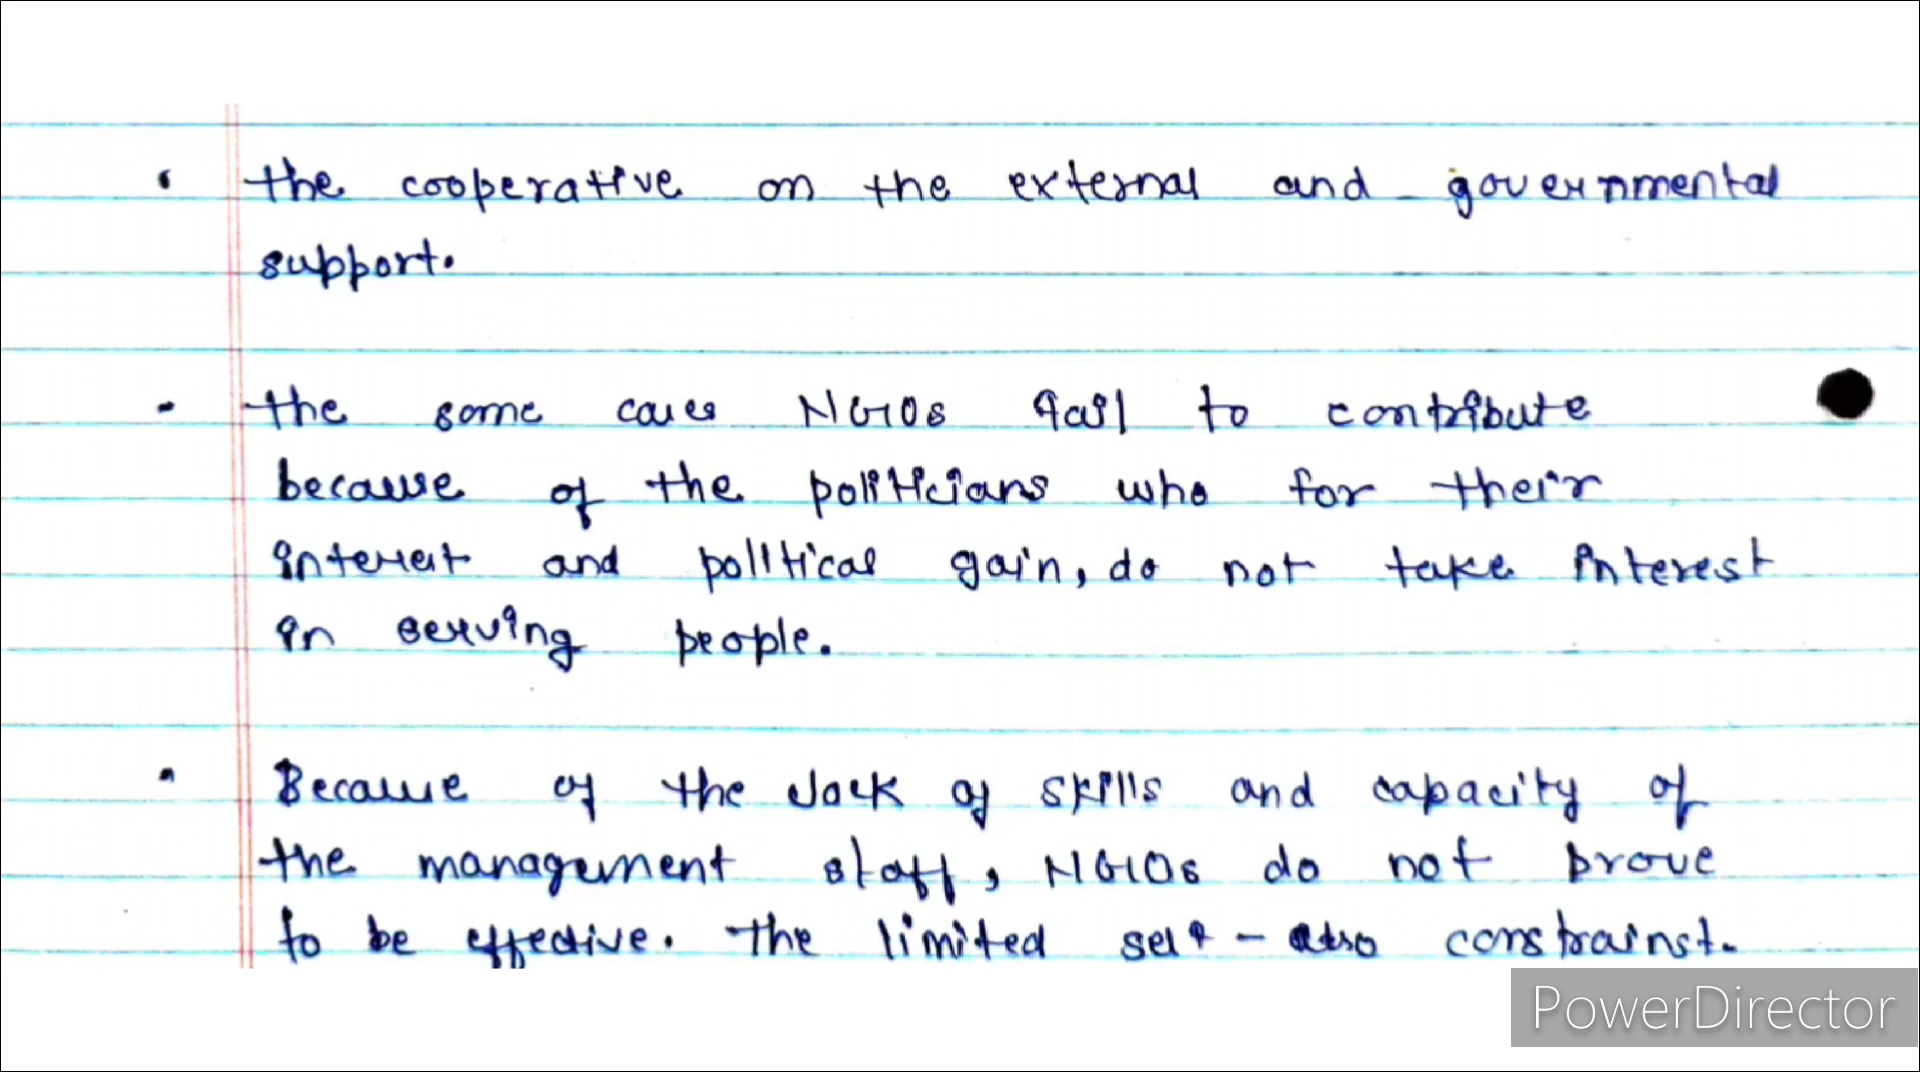 the cooperative on the external and governmental
support.
the some cases NGOs fail to contribute
because of the politicians who for their
interest and political gain, do not take interest
in serving people.
Because of the lack of skills and capacity of
the management staff, NGOs do not prove
to be effective. The limited self - also constrainst.
PowerDirector